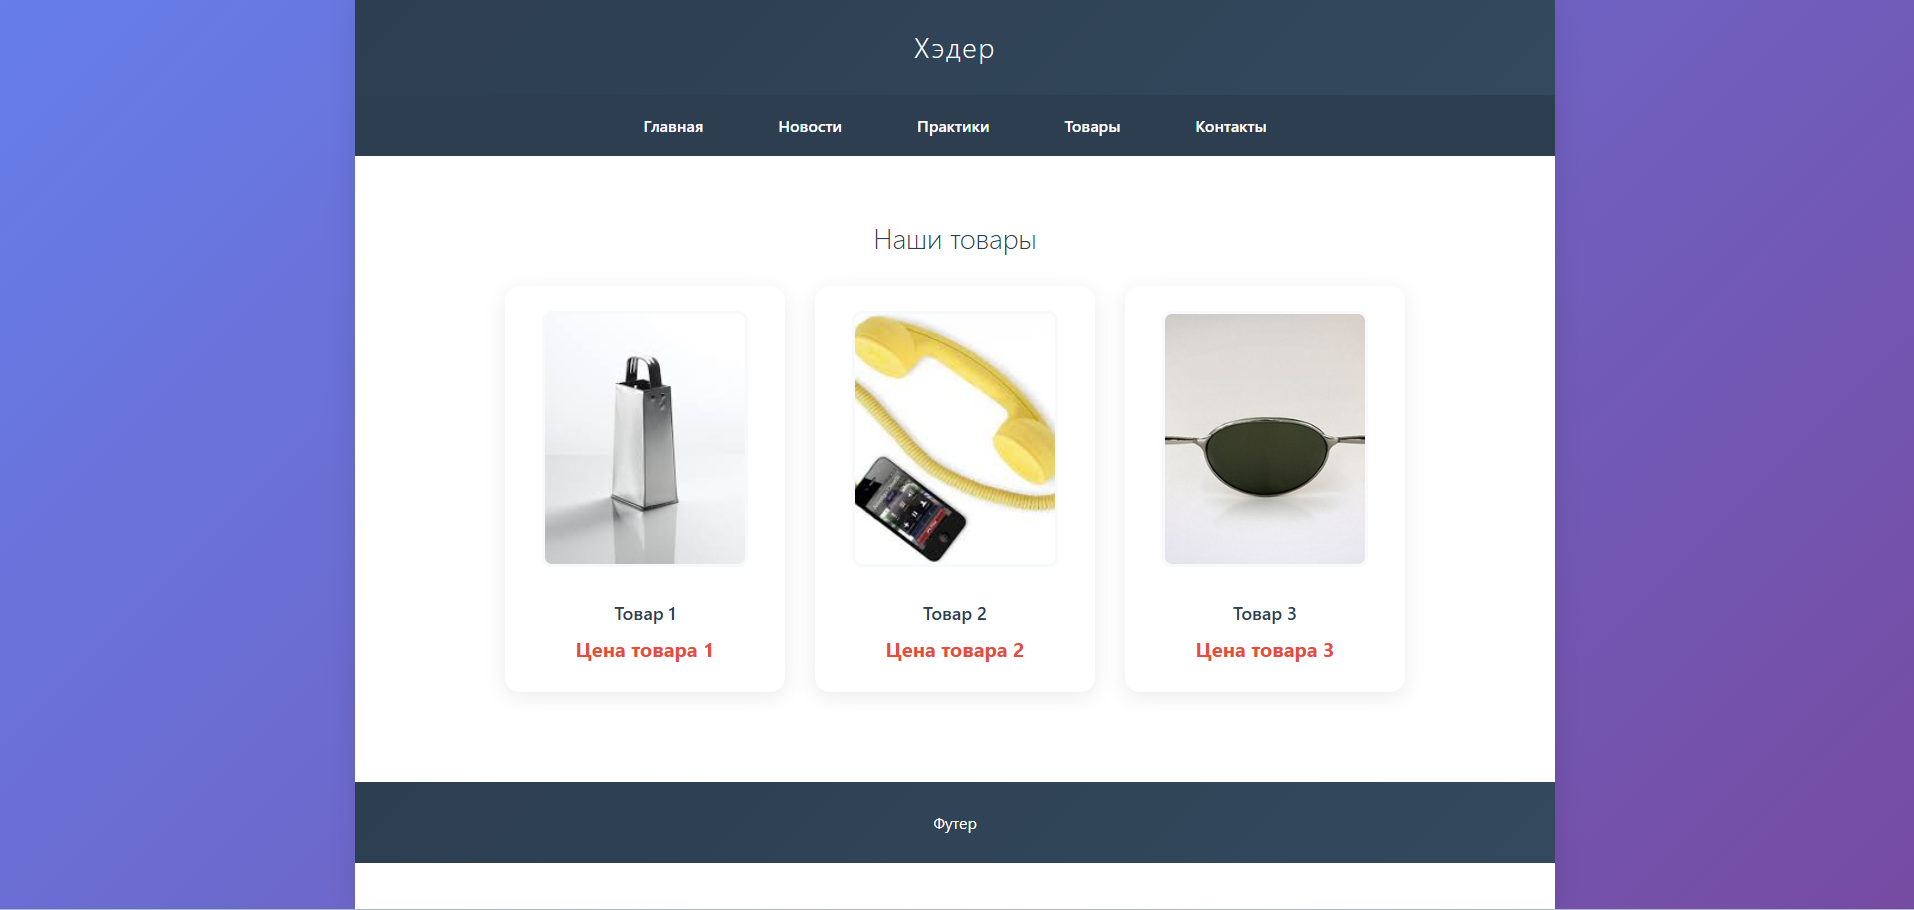 Хэдер
Главная Новости Практики Товары Контакты
Наши товары
Товар 1
Цена товара 1
Товар 2
Цена товара 2
Товар 3
Цена товара 3
Футер